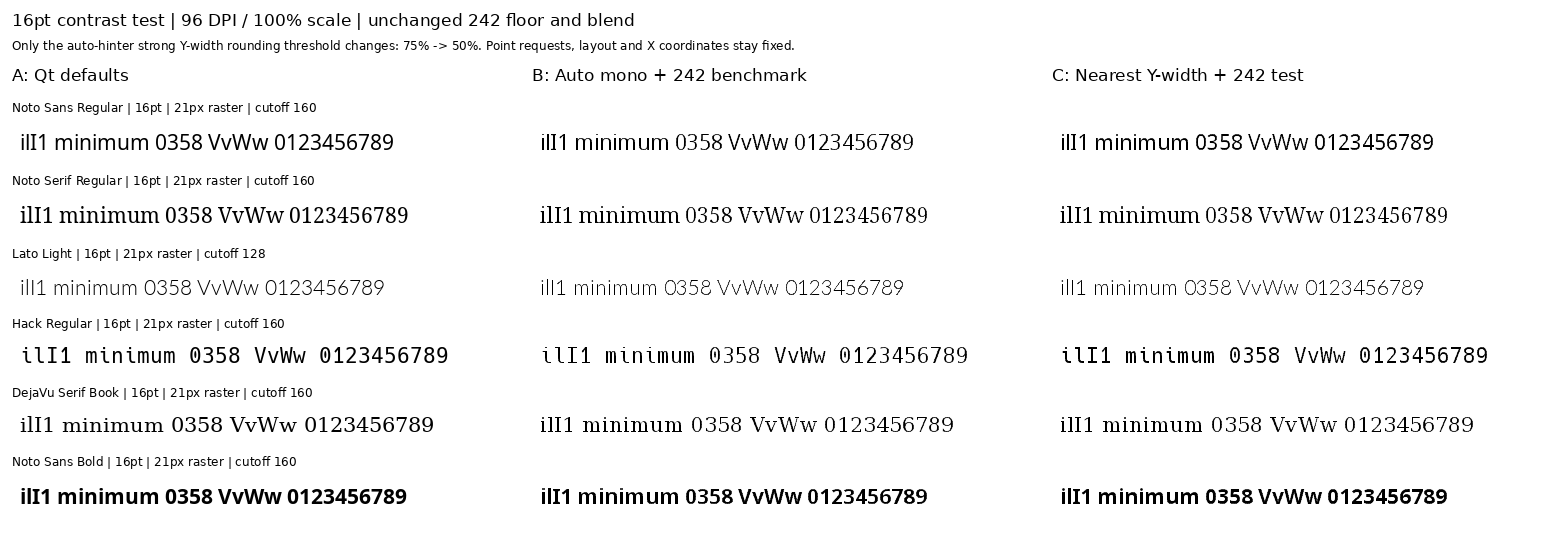 16pt contrast test | 96 DPI / 100% scale | unchanged 242 floor and blend
Only the auto-hinter strong Y-width rounding threshold changes: 75% -> 50%. Point requests, layout and X coordinates stay fixed.
A: Qt defaults B: Auto mono + 242 benchmark C: Nearest Y-width + 242 test
Noto Sans Regular | 16pt | 21px raster | cutoff 160
ilI1 minimum 0358 VvWw 0123456789 ilI1 minimum 0358 VvWw 0123456789 ilI1 minimum 0358 VvWw 0123456789
Noto Serif Regular | 16pt | 21px raster | cutoff 160
ilI1 minimum 0358 VvWw 0123456789 ilI1 minimum 0358 VvWw 0123456789 ilI1 minimum 0358 VvWw 0123456789
Lato Light | 16pt | 21px raster | cutoff 128
ilI1 minimum 0358 VvWw 0123456789 ilI1 minimum 0358 VvWw 0123456789 ilI1 minimum 0358 VvWw 0123456789
Hack Regular | 16pt | 21px raster | cutoff 160
ilI1 minimum 0358 VvWw 0123456789 ilI1 minimum 0358 VvWw 0123456789 ilI1 minimum 0358 VvWw 0123456789
DejaVu Serif Book | 16pt | 21px raster | cutoff 160
ilI1 minimum 0358 VvWw 0123456789 ilI1 minimum 0358 VvWw 0123456789 ilI1 minimum 0358 VvWw 0123456789
Noto Sans Bold | 16pt | 21px raster | cutoff 160
ilI1 minimum 0358 VvWw 0123456789 ilI1 minimum 0358 VvWw 0123456789 ilI1 minimum 0358 VvWw 0123456789